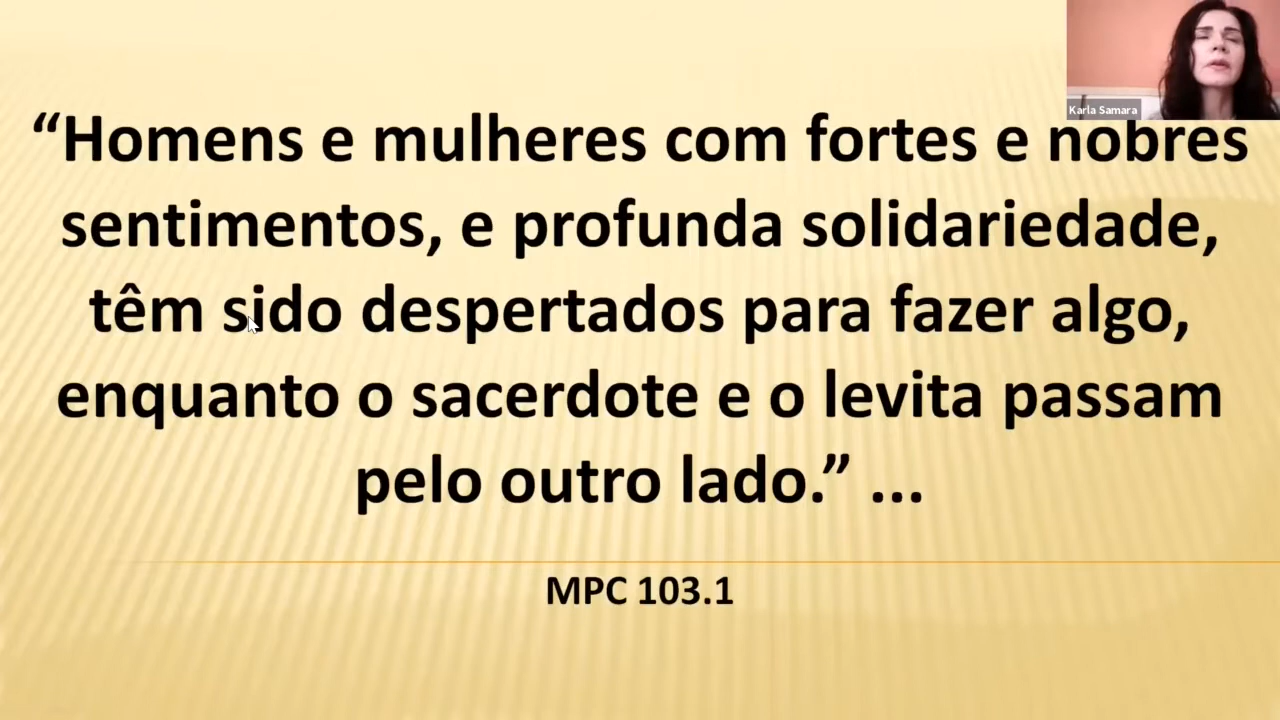 Karla Samara
“Homens e mulheres com fortes e nobres
sentimentos, e profunda solidariedade,
têm sido despertados para fazer algo,
enquanto o sacerdote e o levita passam
pelo outro lado.” ...
MPC 103.1